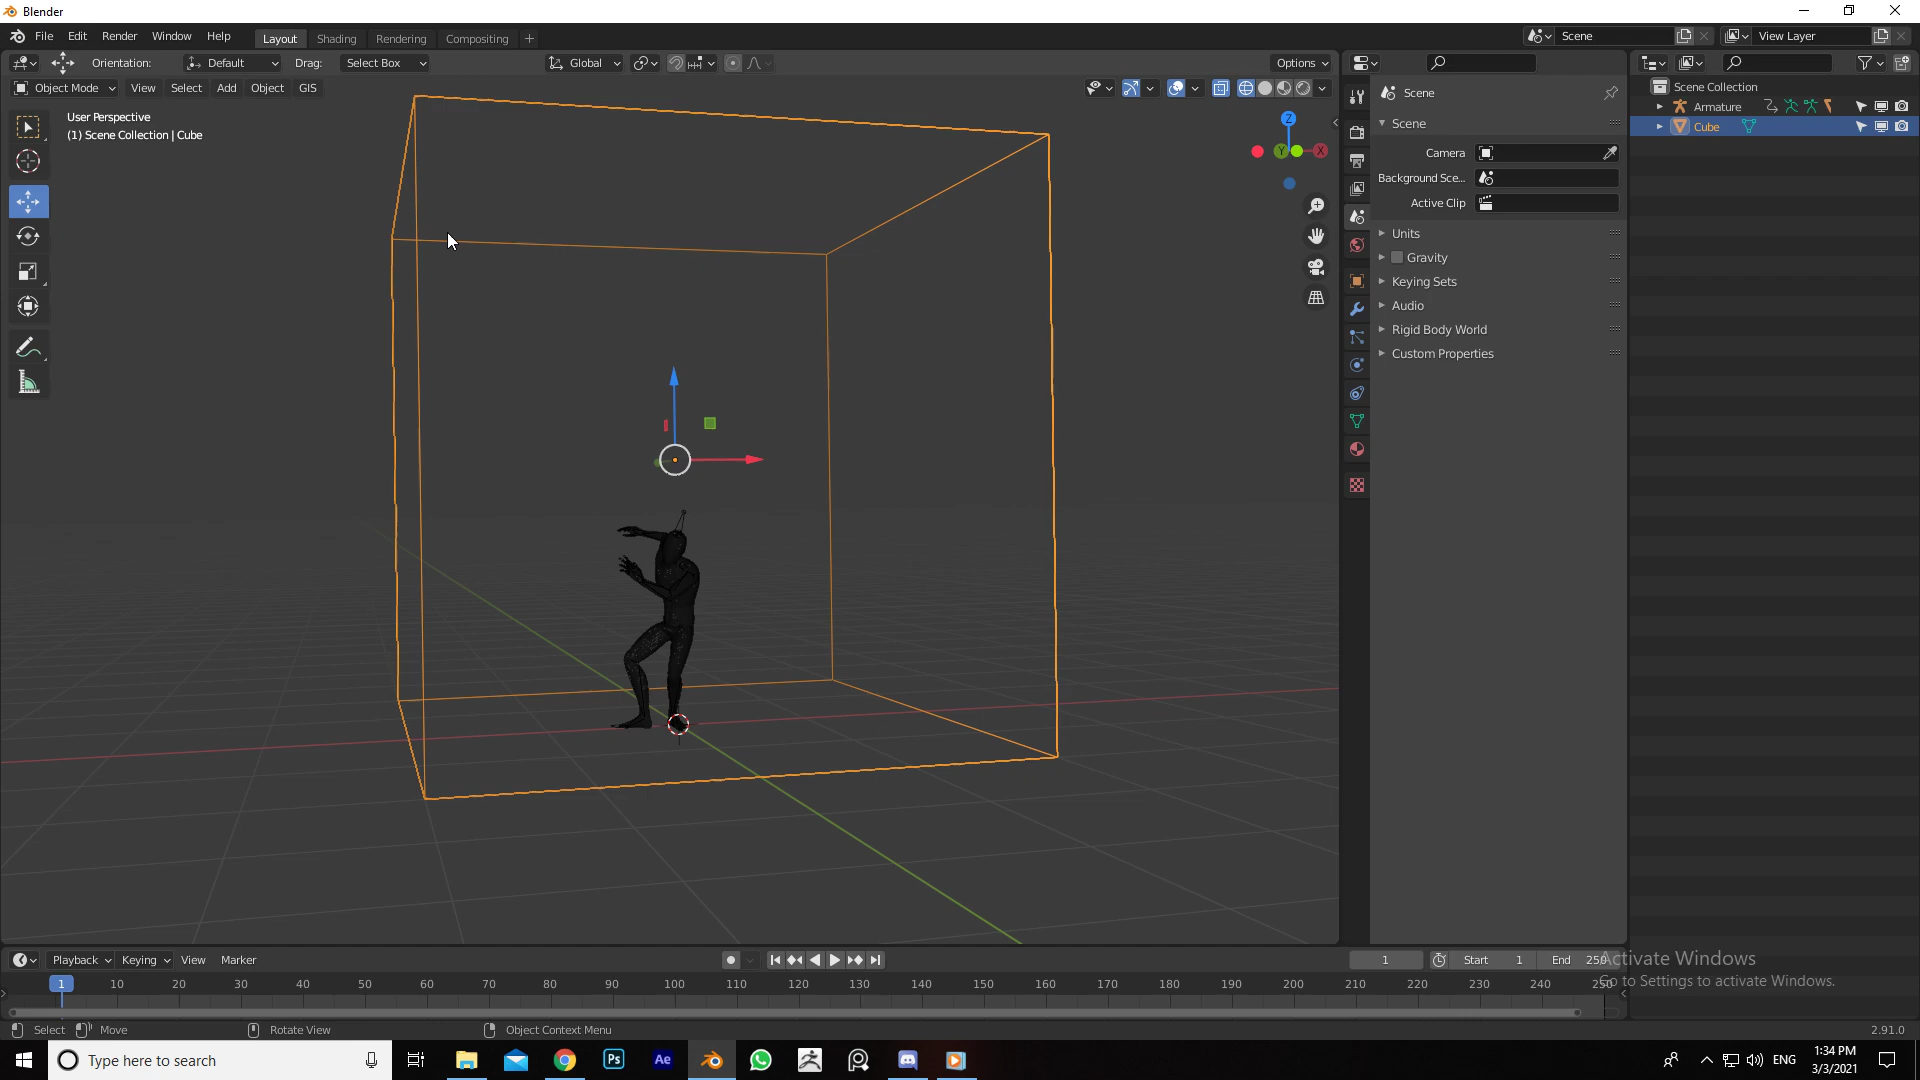 Blender
File Edit Render Window Help Layout Shading Rendering Compositing + Scene View Layer
Orientation: Default Drag: Select Box Global Options
Object Mode View Select Add Object GIS
User Perspective
(1) Scene Collection | Cube
Z
Y X
Scene
Scene
Camera
Background Sce...
Active Clip
Units
Gravity
Keying Sets
Audio
Rigid Body World
Custom Properties
Scene Collection
Armature
Cube
Playback Keying View Marker 1 Start 1 End 250
1 10 20 30 40 50 60 70 80 90 100 110 120 130 140 150 160 170 180 190 200 210 220 230 240 250
Activate Windows
Go to Settings to activate Windows.
Select Move Rotate View Object Context Menu 2.91.0
Type here to search Ps Ae ENG
1:34 PM
3/3/2021